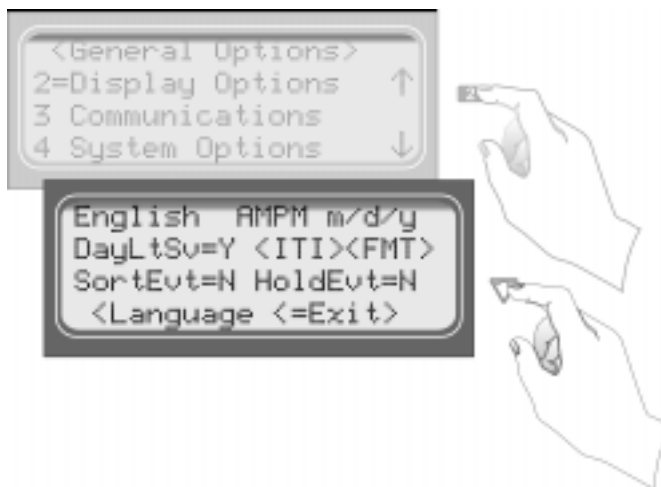 <General Options>
2=Display Options ↑
3 Communications
4 System Options ↓
2
English AMPM m/d/y
DayLtSv=Y <ITI><FMT>
SortEvt=N HoldEvt=N
<Language <=Exit>